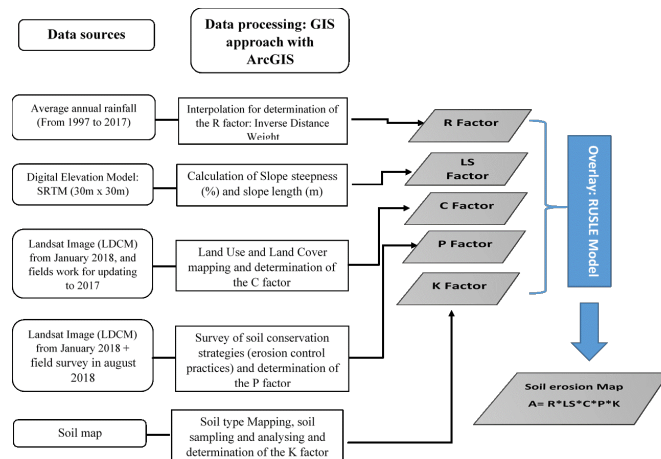 Data sources
Data processing: GIS
approach with
ArcGIS
Average annual rainfall
(From 1997 to 2017)
Interpolation for determination of
the R factor: Inverse Distance
Weight
R Factor
Digital Elevation Model:
SRTM (30m x 30m)
Calculation of Slope steepness
(%) and slope length (m)
LS
Factor
C Factor
Landsat Image (LDCM)
from January 2018, and
fields work for updating
to 2017
Land Use and Land Cover
mapping and determination of
the C factor
P Factor
K Factor
Overlay: RUSLE
Model
Landsat Image (LDCM)
from January 2018 +
field survey in august
2018
Survey of soil conservation
strategies (erosion control
practices) and determination of
the P factor
Soil erosion Map
A= R*LS*C*P*K
Soil map
Soil type Mapping, soil
sampling and analysing and
determination of the K factor